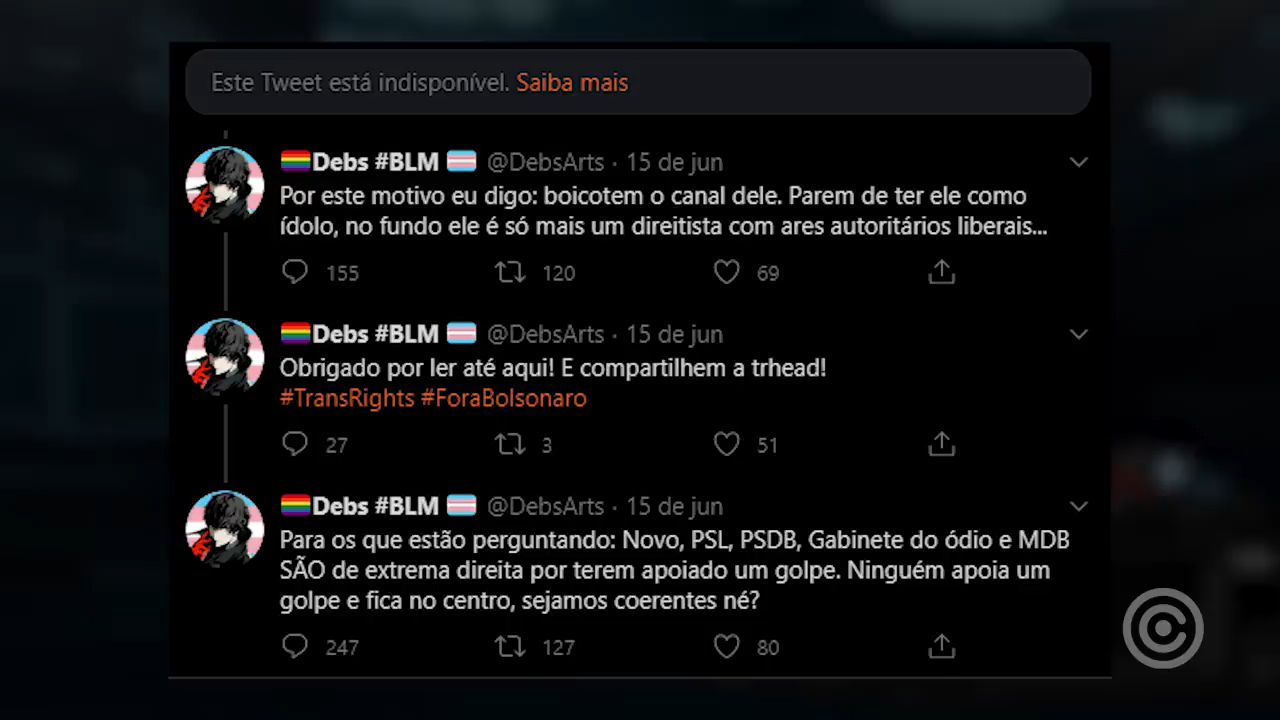 Este Tweet está indisponível. Saiba mais
Debs #BLM @DebsArts · 15 de jun
Por este motivo eu digo: boicotem o canal dele. Parem de ter ele como
ídolo, no fundo ele é só mais um direitista com ares autoritários liberais...
155 120 69
Debs #BLM @DebsArts · 15 de jun
Obrigado por ler até aqui! E compartilhem a trhead!
#TransRights #ForaBolsonaro
27 3 51
Debs #BLM @DebsArts · 15 de jun
Para os que estão perguntando: Novo, PSL, PSDB, Gabinete do ódio e MDB
SÃO de extrema direita por terem apoiado um golpe. Ninguém apoia um
golpe e fica no centro, sejamos coerentes né?
247 127 80